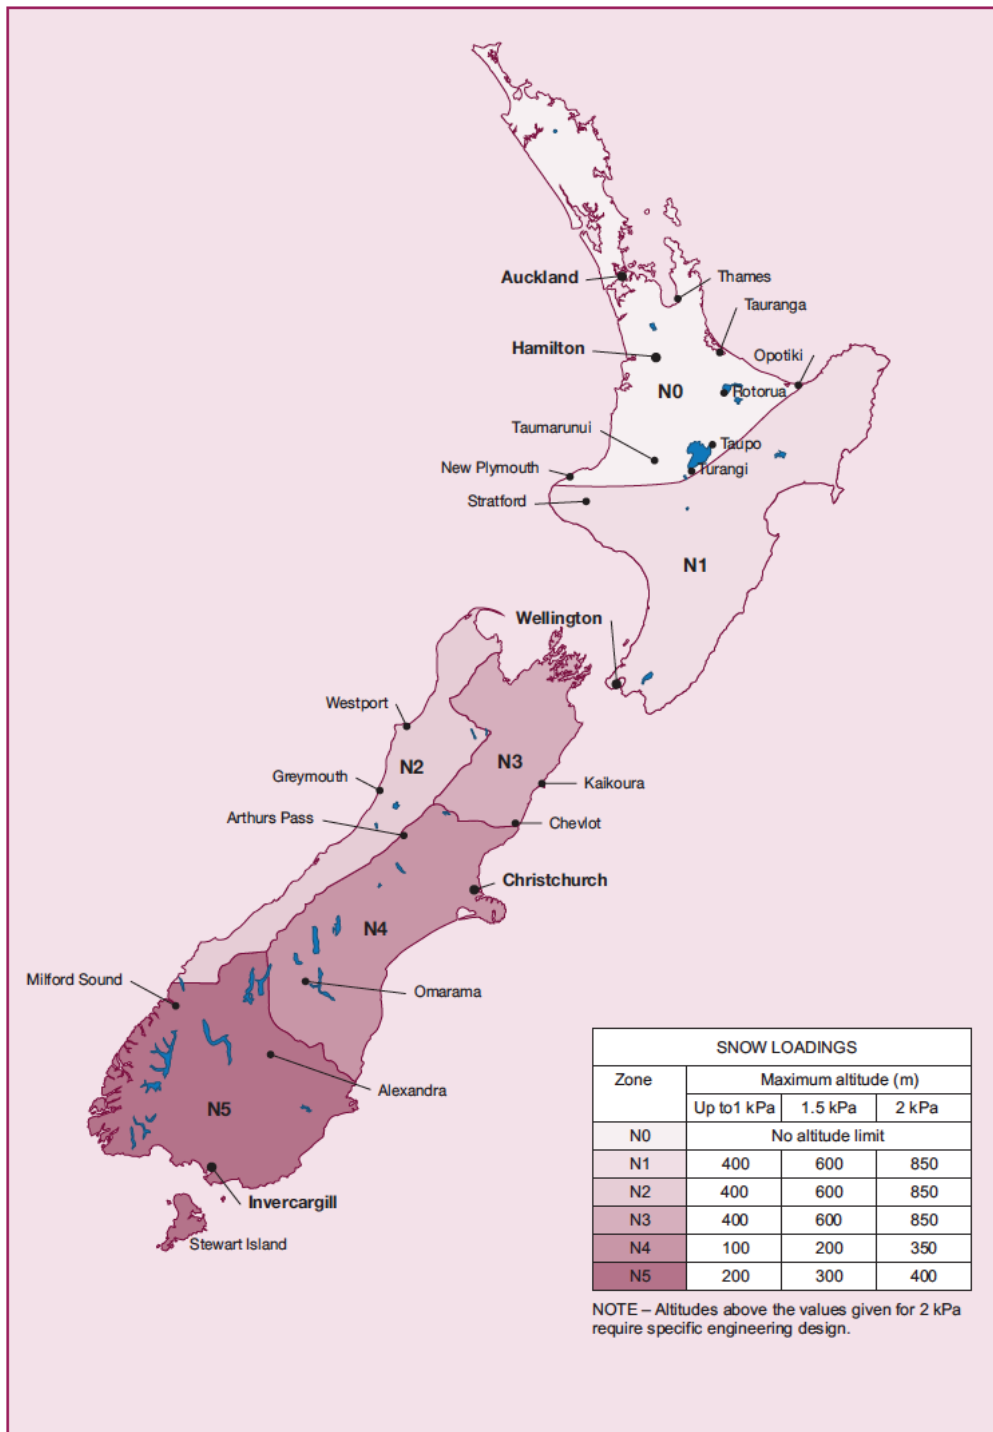 Auckland
Thames
Tauranga
Hamilton
Opotiki
N0
Rotorua
Taumarunui
Taupo
New Plymouth
Turangi
Stratford
N1
Wellington
Westport
N2
N3
Greymouth
Kaikoura
Arthurs Pass
Chevlot
Christchurch
N4
Milford Sound
Omarama
Alexandra
N5
Invercargill
Stewart Island
SNOW LOADINGS
Zone Maximum altitude (m)
Up to1 kPa 1.5 kPa 2 kPa
N0 No altitude limit
N1 400 600 850
N2 400 600 850
N3 400 600 850
N4 100 200 350
N5 200 300 400
NOTE – Altitudes above the values given for 2 kPa
require specific engineering design.